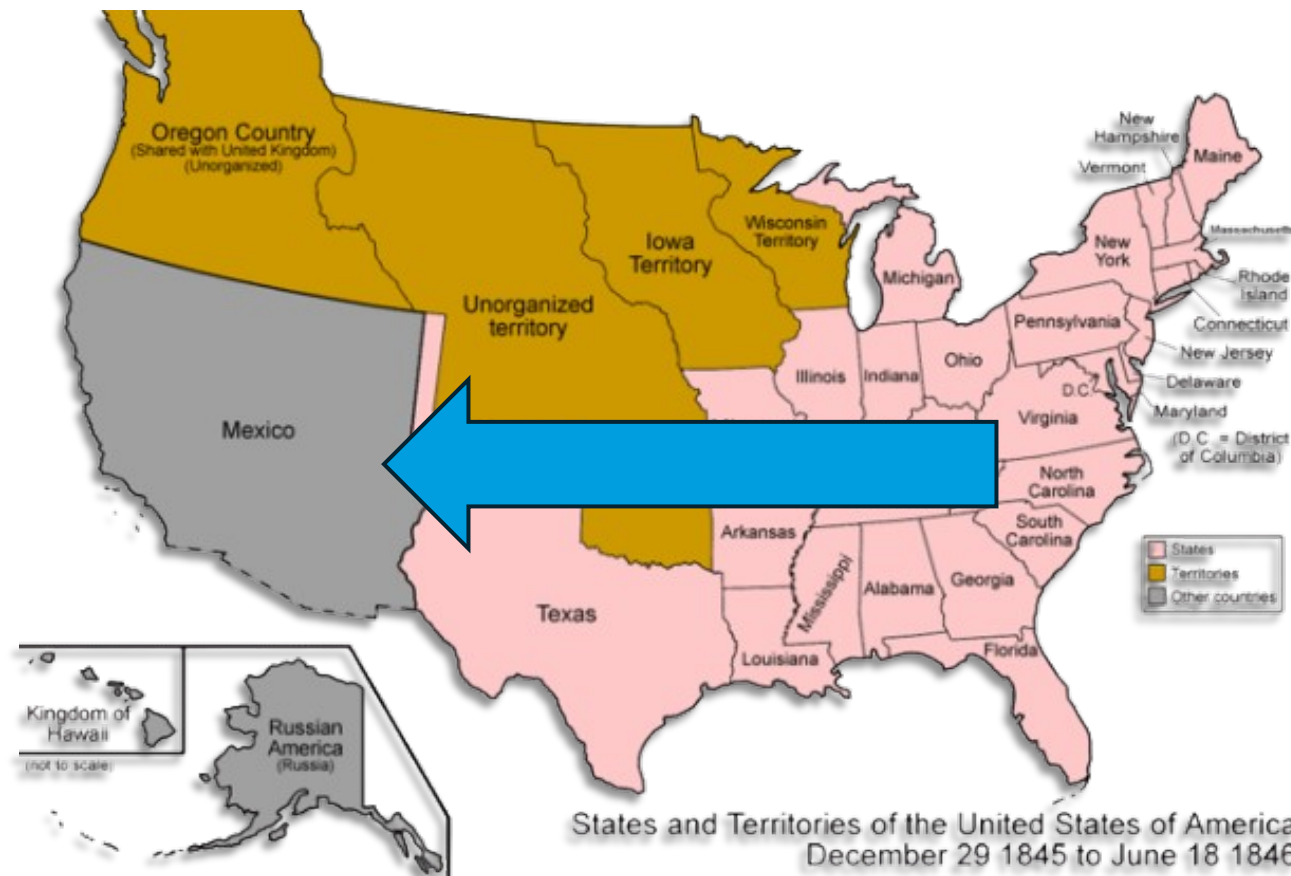 Oregon Country
(Shared with United Kingdom)
(Unorganized)
Mexico
Unorganized
territory
Iowa
Territory
Wisconsin
Territory
Michigan
Illinois
Indiana
Ohio
Pennsylvania
New
York
Vermont
New
Hampshire
Maine
Massachusett
Rhode
Island
Connecticut
New Jersey
Delaware
Maryland
D.C.
(D.C. = District
of Columbia)
Virginia
North
Carolina
South
Carolina
Georgia
Florida
Alabama
Mississippi
Louisiana
Arkansas
Texas
States
Territories
Other countries
Kingdom of
Hawaii
(not to scale)
Russian
America
(Russia)
States and Territories of the United States of America
December 29 1845 to June 18 1846